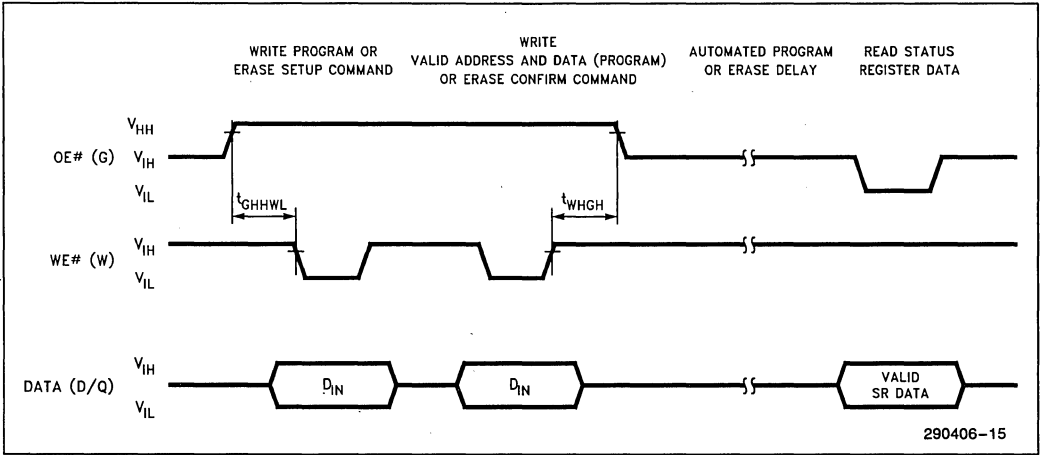 WRITE PROGRAM OR
ERASE SETUP COMMAND
WRITE
VALID ADDRESS AND DATA (PROGRAM)
OR ERASE CONFIRM COMMAND
AUTOMATED PROGRAM
OR ERASE DELAY
READ STATUS
REGISTER DATA
VHH
OE# (G) VIH
VIL
tGHHWL
tWHGH
VIH
WE# (W)
VIL
VIH
DATA (D/Q)
VIL
DIN
DIN
VALID
SR DATA
290406-15